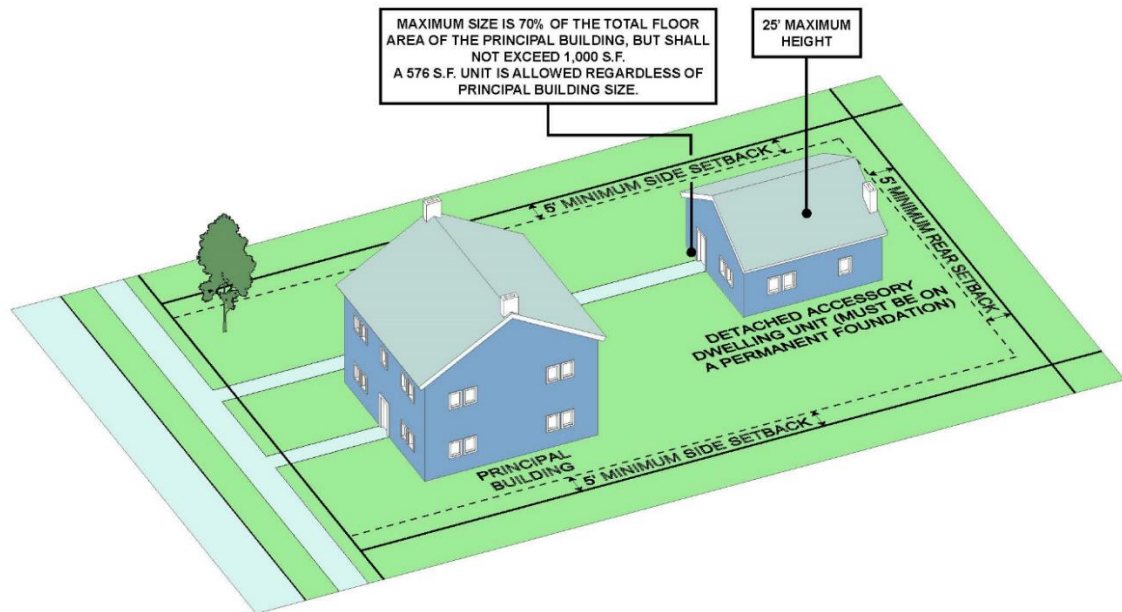 MAXIMUM SIZE IS 70% OF THE TOTAL FLOOR
AREA OF THE PRINCIPAL BUILDING, BUT SHALL
NOT EXCEED 1,000 S.F.
A 576 S.F. UNIT IS ALLOWED REGARDLESS OF
PRINCIPAL BUILDING SIZE.
25' MAXIMUM
HEIGHT
5' MINIMUM SIDE SETBACK
5' MINIMUM REAR SETBACK
DETACHED ACCESSORY
DWELLING UNIT (MUST BE ON
A PERMANENT FOUNDATION)
PRINCIPAL
BUILDING
5' MINIMUM SIDE SETBACK